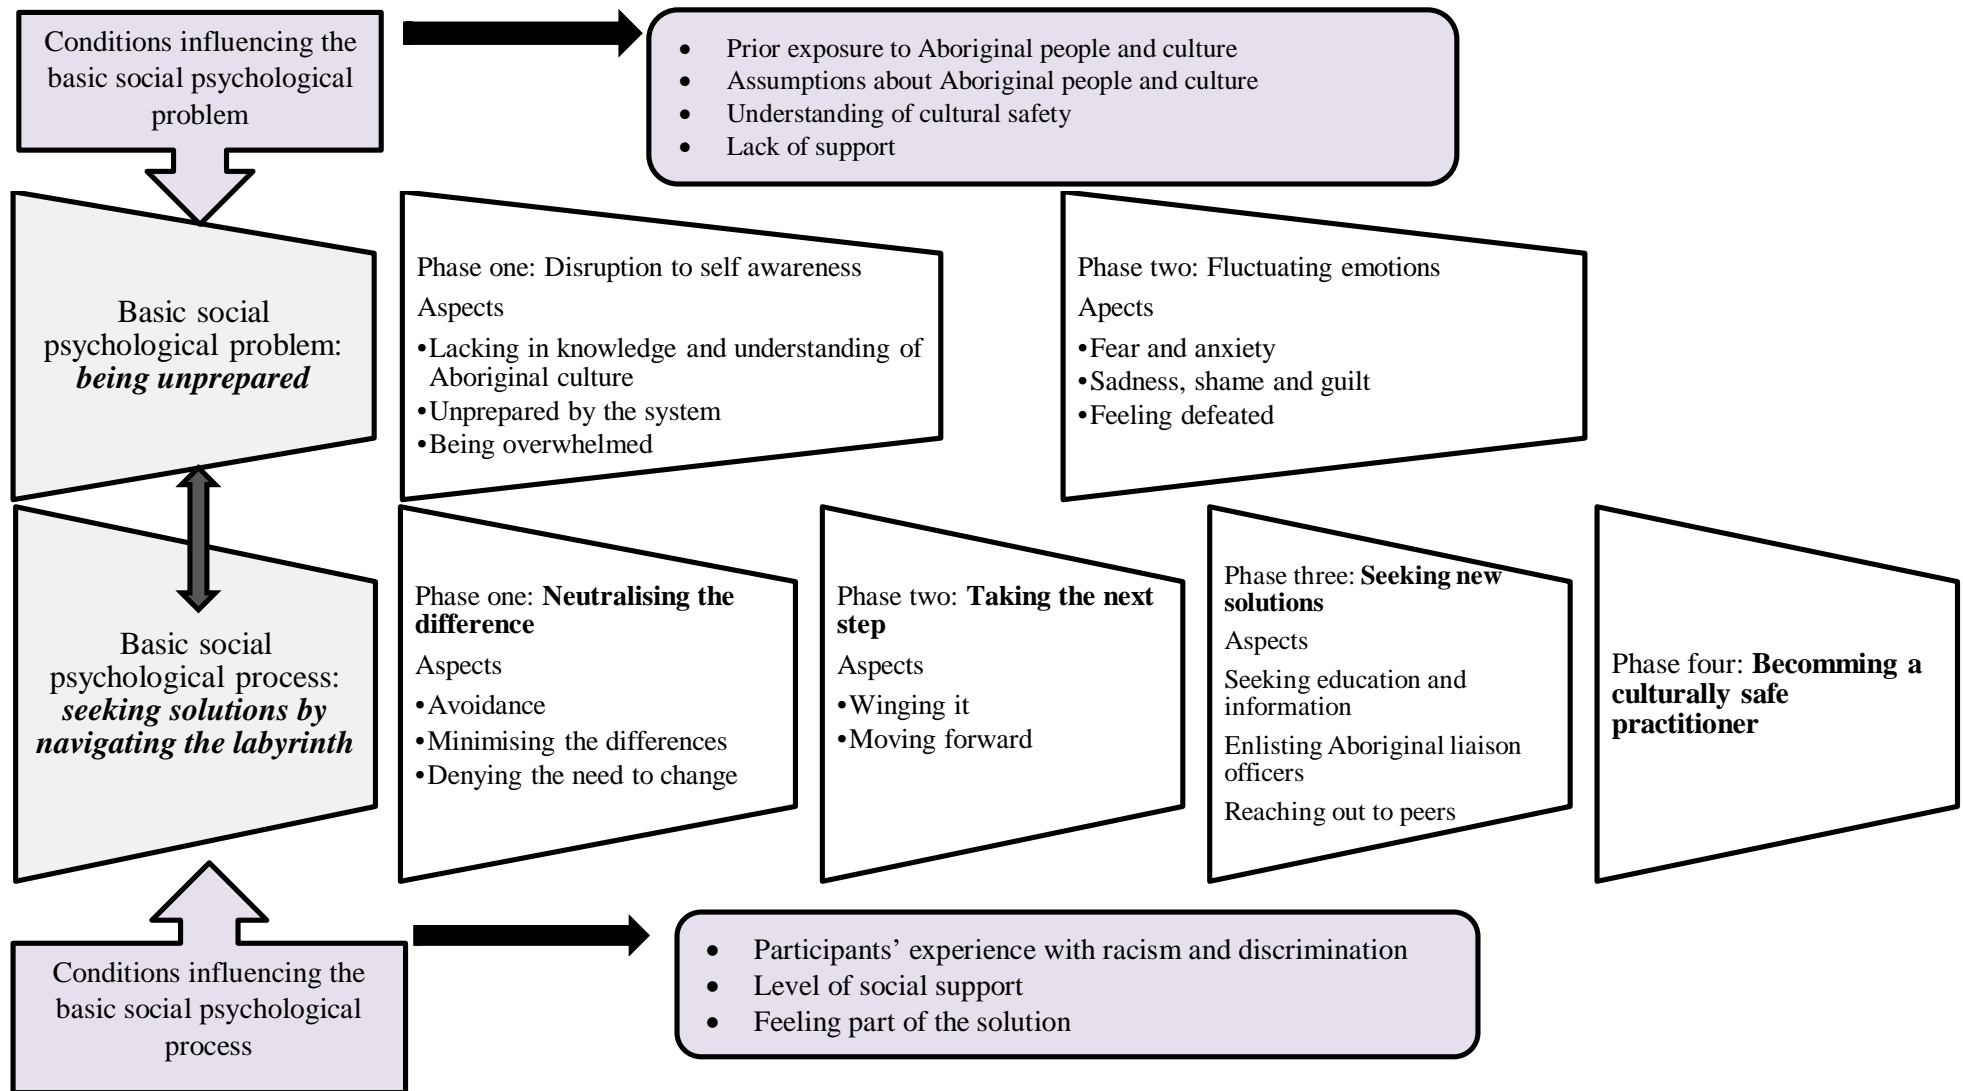 Conditions influencing the
basic social psychological
problem
• Prior exposure to Aboriginal people and culture
• Assumptions about Aboriginal people and culture
• Understanding of cultural safety
• Lack of support
Basic social
psychological problem:
being unprepared
Phase one: Disruption to self awareness
Aspects
•Lacking in knowledge and understanding of
Aboriginal culture
•Unprepared by the system
•Being overwhelmed
Phase two: Fluctuating emotions
Apects
•Fear and anxiety
•Sadness, shame and guilt
•Feeling defeated
Basic social
psychological process:
seeking solutions by
navigating the labyrinth
Phase one: Neutralising the
difference
Aspects
•Avoidance
•Minimising the differences
•Denying the need to change
Phase two: Taking the next
step
Aspects
•Winging it
•Moving forward
Phase three: Seeking new
solutions
Aspects
Seeking education and
information
Enlisting Aboriginal liaison
officers
Reaching out to peers
Phase four: Becomming a
culturally safe
practitioner
Conditions influencing the
basic social psychological
process
• Participants’ experience with racism and discrimination
• Level of social support
• Feeling part of the solution